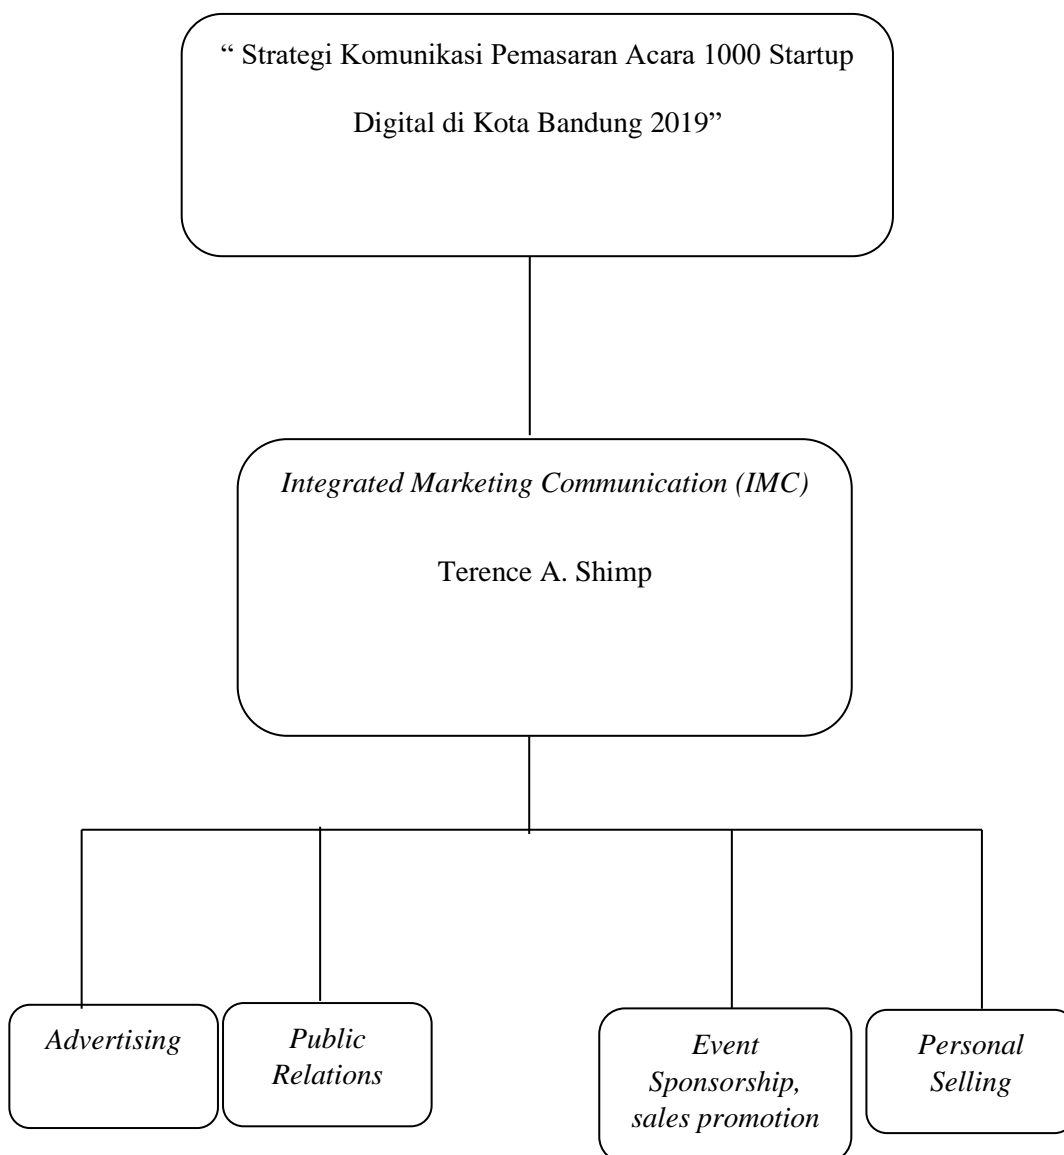 “ Strategi Komunikasi Pemasaran Acara 1000 Startup
Digital di Kota Bandung 2019”
Integrated Marketing Communication (IMC)
Terence A. Shimp
Advertising
Public
Relations
Event
Sponsorship,
sales promotion
Personal
Selling